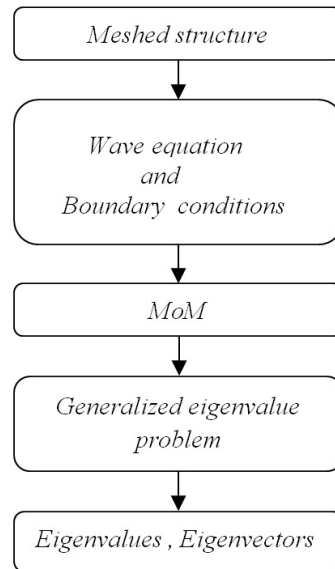 Meshed structure
Wave equation
and
Boundary conditions
MoM
Generalized eigenvalue
problem
Eigenvalues , Eigenvectors